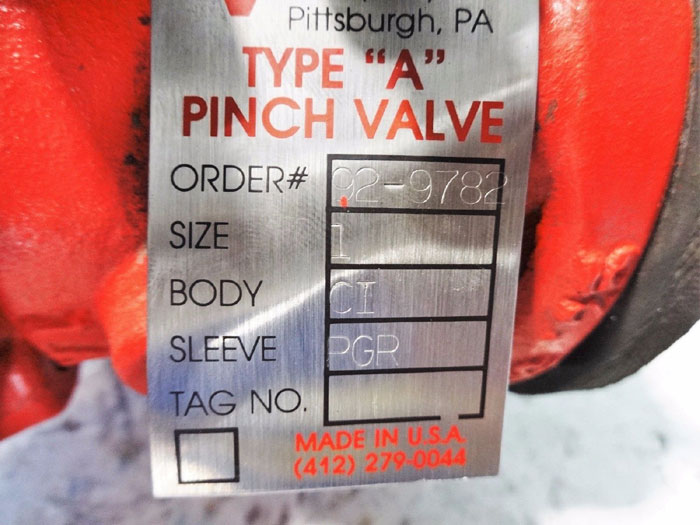 Pittsburgh, PA
TYPE "A"
PINCH VALVE
ORDER# 92-9782
SIZE 1
BODY CI
SLEEVE PGR
TAG NO.
MADE IN U.S.A.
(412) 279-0044